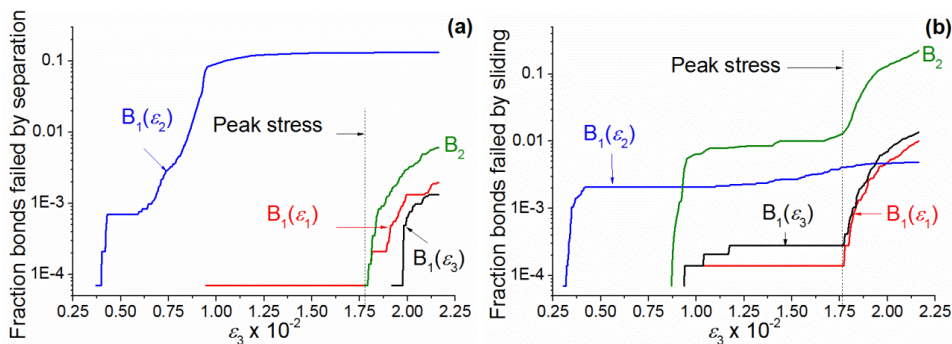 (a)
Fraction bonds failed by separation
0.1
0.01
1E-3
1E-4
B₁(ε₂)
Peak stress
B₂
B₁(ε₁)
B₁(ε₃)
0.25 0.50 0.75 1.00 1.25 1.50 1.75 2.00 2.25
ε₃ x 10⁻²
(b)
Fraction bonds failed by sliding
0.1
0.01
1E-3
1E-4
B₂
Peak stress
B₁(ε₂)
B₁(ε₃)
B₁(ε₁)
0.25 0.50 0.75 1.00 1.25 1.50 1.75 2.00 2.25
ε₃ x 10⁻²